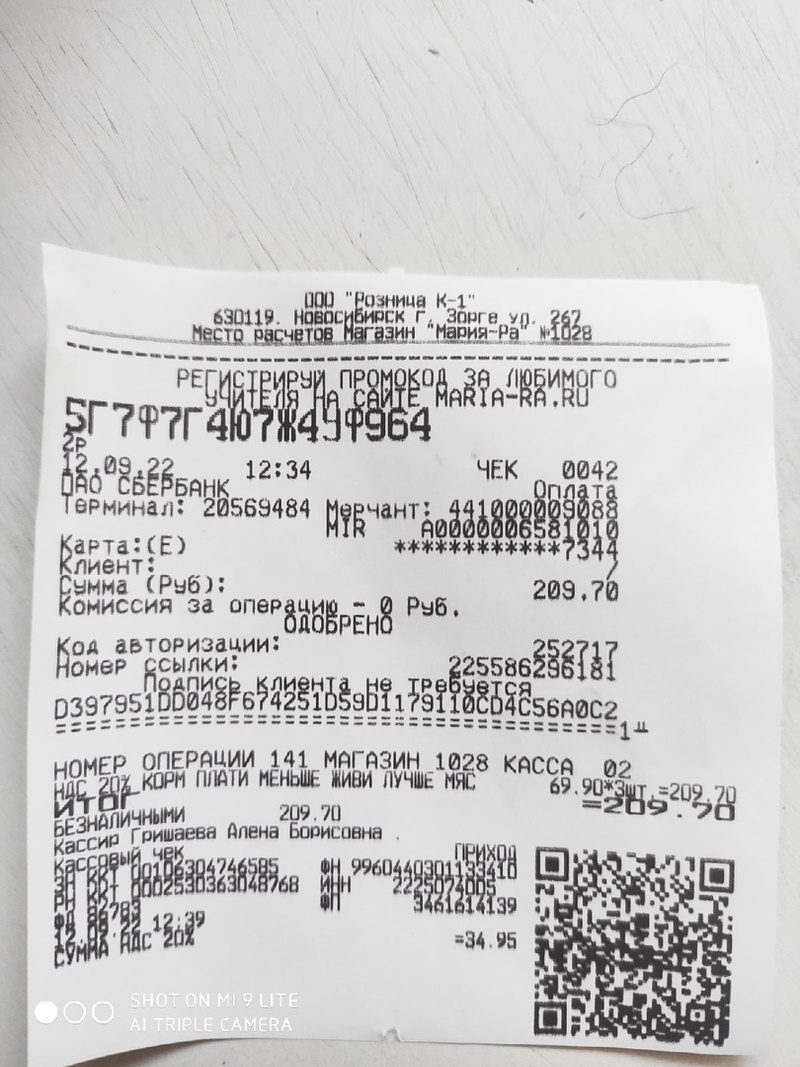 ООО "Розница К-1"
630119. Новосибирск г, Зорге ул. 267
Место расчетов Магазин "Мария-Ра" №1028
РЕГИСТРИРУЙ ПРОМОКОД ЗА ЛЮБИМОГО
УЧИТЕЛЯ НА САЙТЕ MARIA-RA.RU
5Г7Ф7Г4Ю7Ж49Ф964
2Р
12.09.22 12:34 ЧЕК 0042
ПАО СБЕРБАНК Оплата
Терминал: 20569484 Мерчант: 441000009088
MIR A0000006581010
Карта:(E) ************7344
Клиент: /
Сумма (Руб): 209.70
Комиссия за операцию - 0 Руб.
ОДОБРЕНО
Код авторизации: 252717
Номер ссылки: 225586296181
Подпись клиента не требуется
D397951DD048F674251D59D1179110CD4C56A0C2
==================================1
НОМЕР ОПЕРАЦИИ 141 МАГАЗИН 1028 КАССА 02
НДС 20% КОРМ ПЛАТИ МЕНЬШЕ ЖИВИ ЛУЧШЕ МЯС 69.90*3шт.=209.70
ИТОГ =209.70
БЕЗНАЛИЧНЫМИ 209.70
Кассир Гришаева Алена Борисовна .
Кассовый чек ПРИХОД
ЗН ККТ 00106304746585 ФН 9960440301133410
РН ККТ 0002530363048768 ИНН 2225074005
ФД 86783 ФП 3461614139
12.09.22 12:39
СУММА НДС 20% =34.95
SHOT ON MI 9 LITE
AI TRIPLE CAMERA